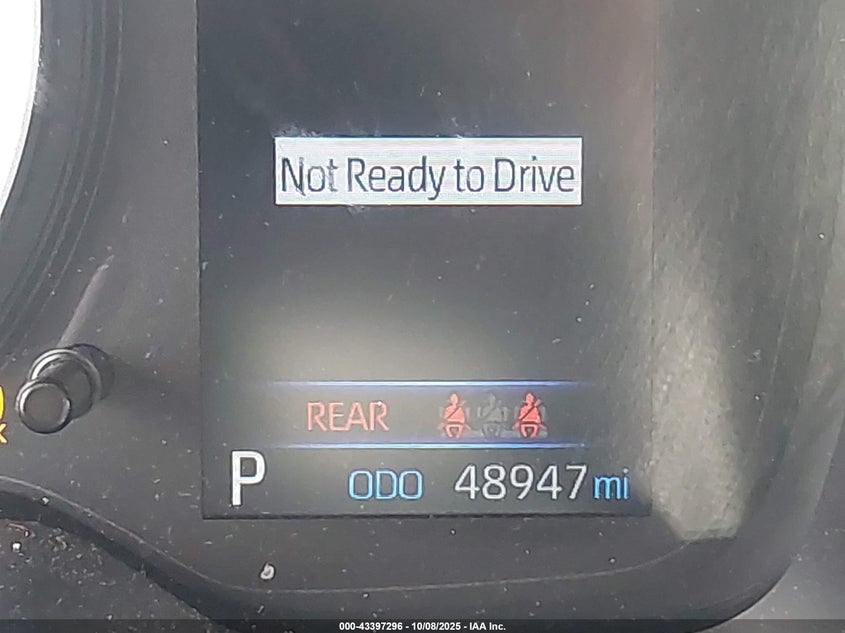 Not Ready to Drive
REAR
P ODO 48947 mi
000-43397296 - 10/08/2025 - IAA Inc.